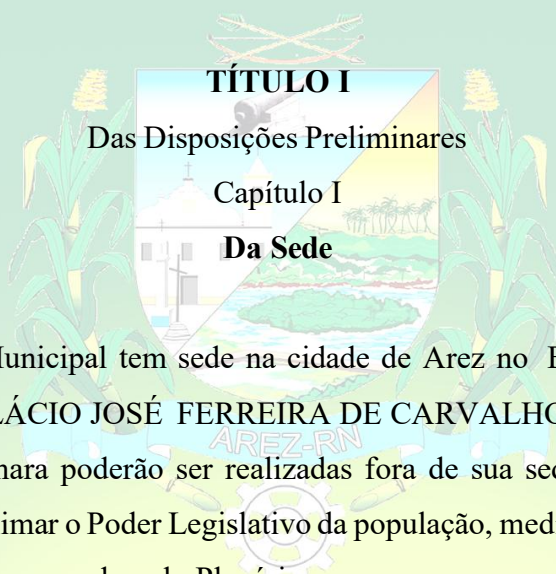 TÍTULO I
Das Disposições Preliminares
Capítulo I
Da Sede
Municipal tem sede na cidade de Arez no
LÁCIO JOSÉ FERREIRA DE CARVALHO
AREZ-RN
mara poderão ser realizadas fora de sua sed
imar o Poder Legislativo da população, medi